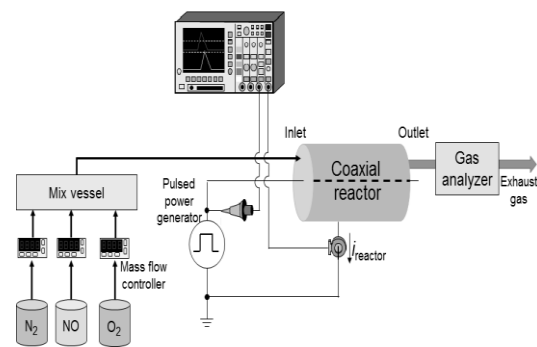 Inlet
Outlet
Coaxial
reactor
Gas
analyzer
Exhaust
gas
Mix vessel
Pulsed
power
generator
i reactor
Mass flow
controller
N2
NO
O2